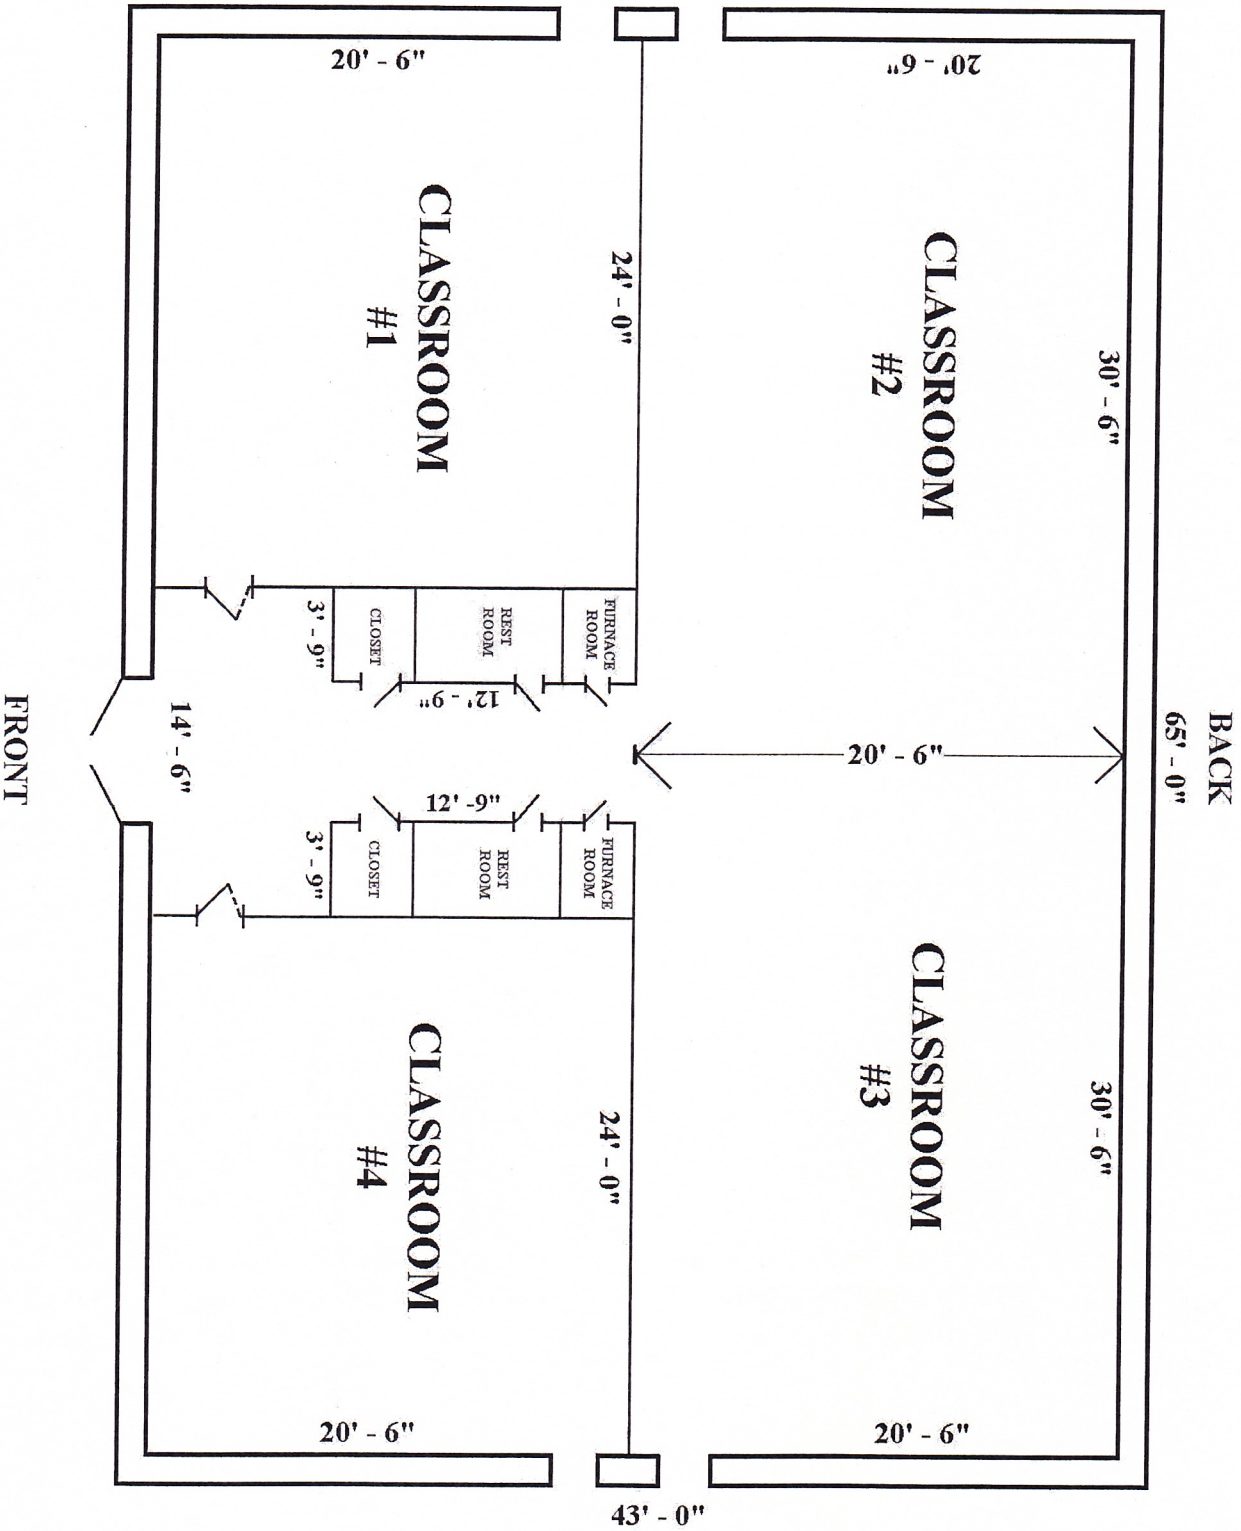 BACK
65' - 0"
30' - 6"
30' - 6"
20' - 6"
CLASSROOM
#3
20' - 6"
CLASSROOM
#2
20' - 6"
24' - 0"
24' - 0"
FURNACE
ROOM
FURNACE
ROOM
REST
ROOM
REST
ROOM
12' -9"
12' - 9"
CLOSET
CLOSET
3' - 9"
3' - 9"
CLASSROOM
#4
20' - 6"
CLASSROOM
#1
20' - 6"
14' - 6"
FRONT
20' - 6"
43' - 0"